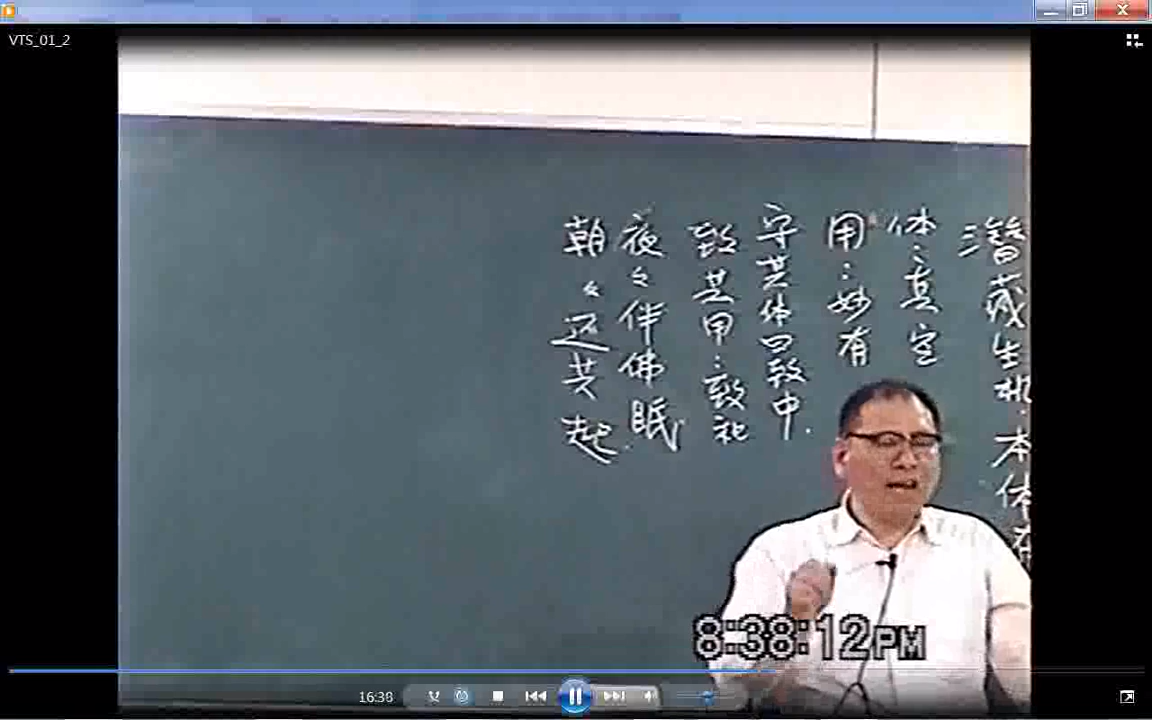 VTS_01_2
潛藏生机.本体在
体:真空
用:妙有
守其体曰致中.
致其用:致和
夜々伴佛眠.
朝々还共起.
8:38:12PM
16:38